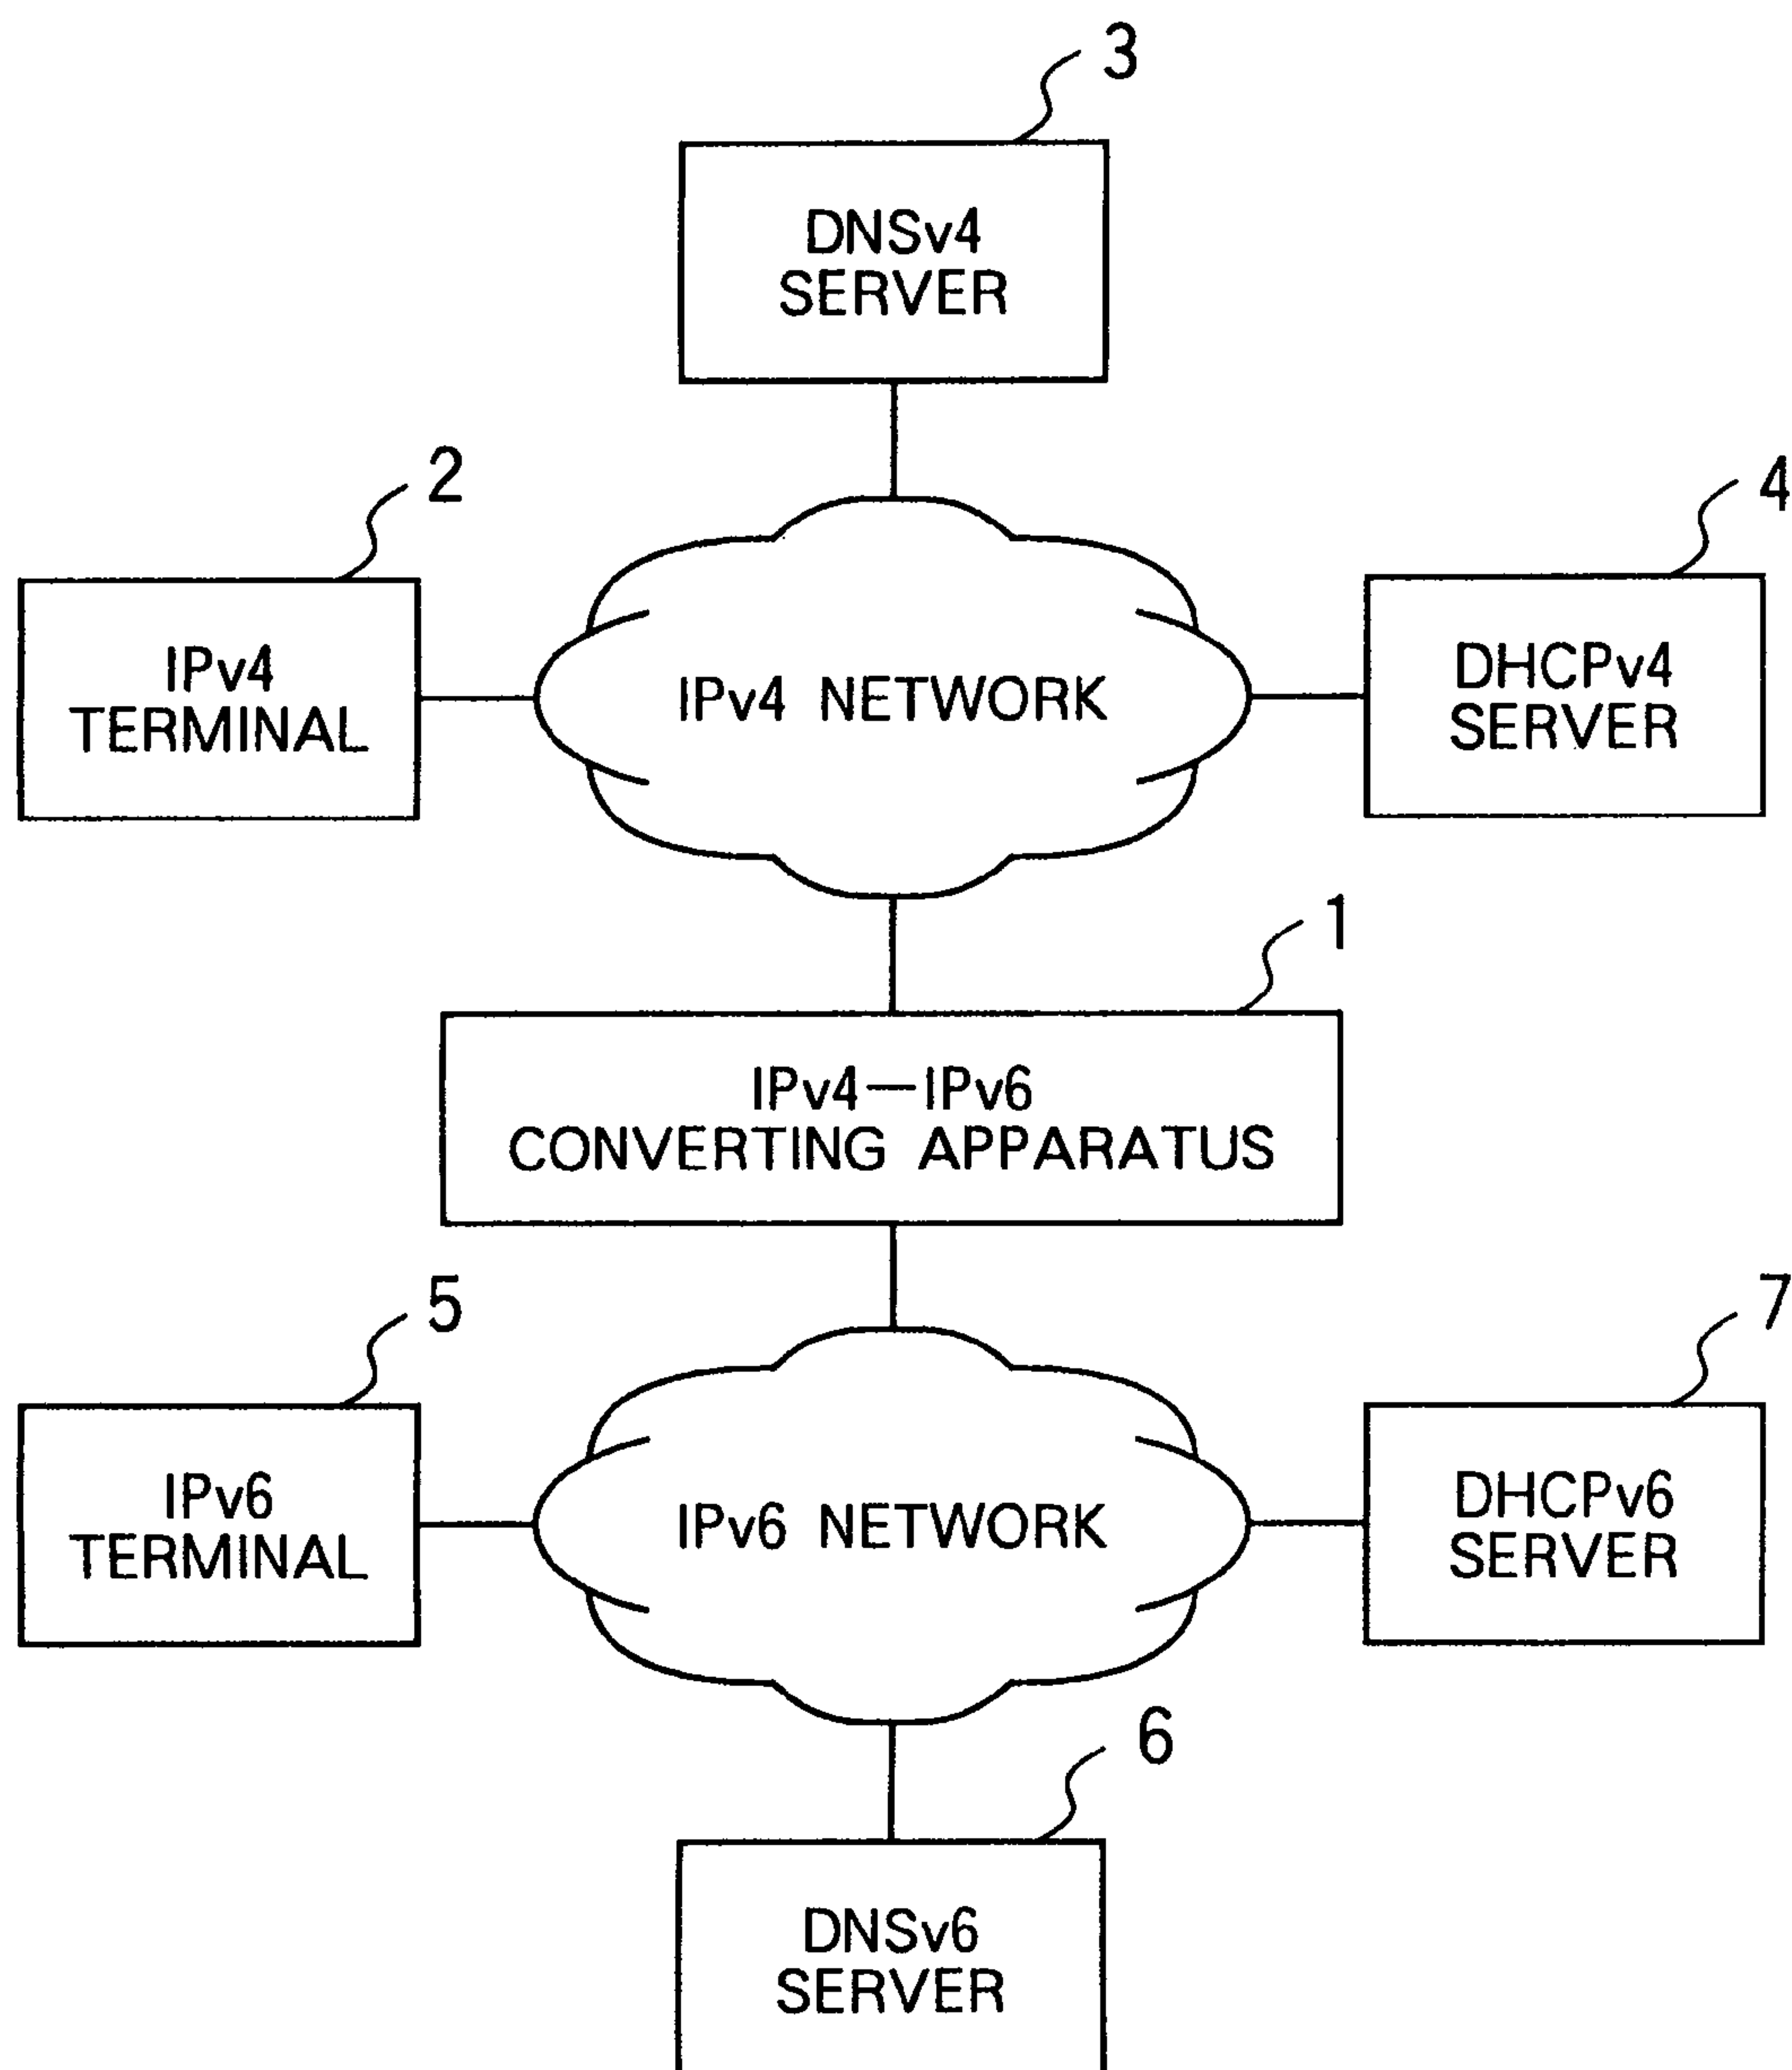 3
DNSv4
SERVER
2
4
IPv4
TERMINAL
IPv4 NETWORK
DHCPv4
SERVER
1
IPv4—IPv6
CONVERTING APPARATUS
5
7
IPv6
TERMINAL
IPv6 NETWORK
DHCPv6
SERVER
6
DNSv6
SERVER